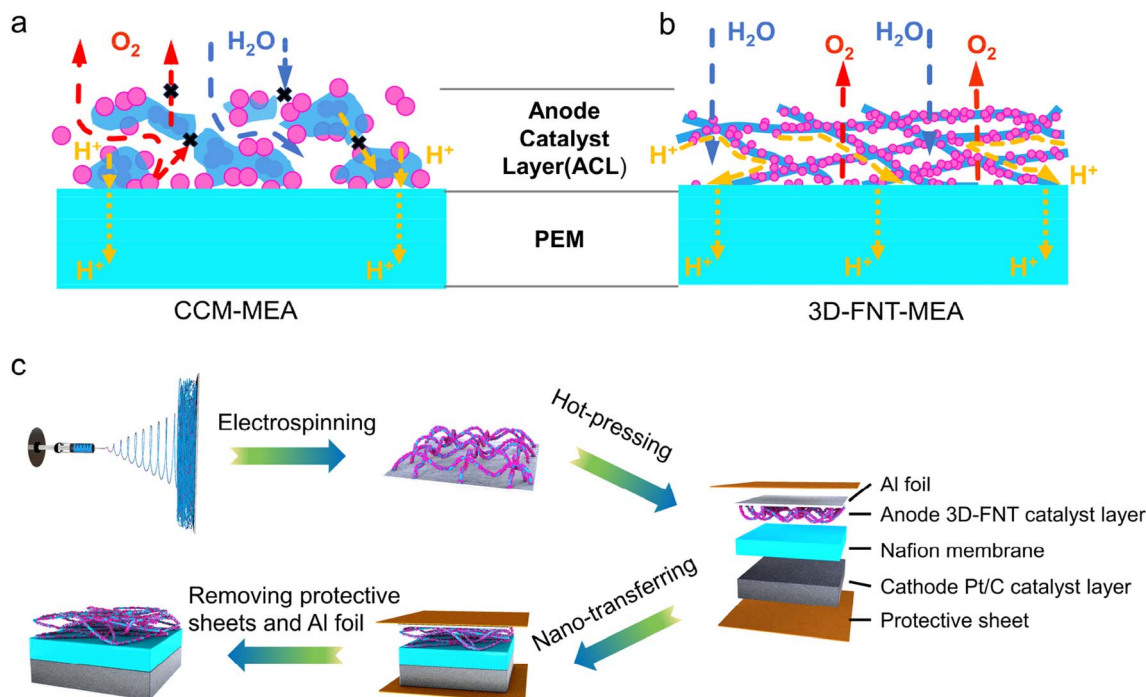 a
O₂
H₂O
H⁺
H⁺
H⁺
H⁺
CCM-MEA
Anode
Catalyst
Layer(ACL)
PEM
b
H₂O
O₂
H₂O
O₂
H⁺
H⁺
H⁺
H⁺
H⁺
3D-FNT-MEA
c
Electrospinning
Hot-pressing
Al foil
Anode 3D-FNT catalyst layer
Nafion membrane
Cathode Pt/C catalyst layer
Protective sheet
Nano-transferring
Removing protective
sheets and Al foil